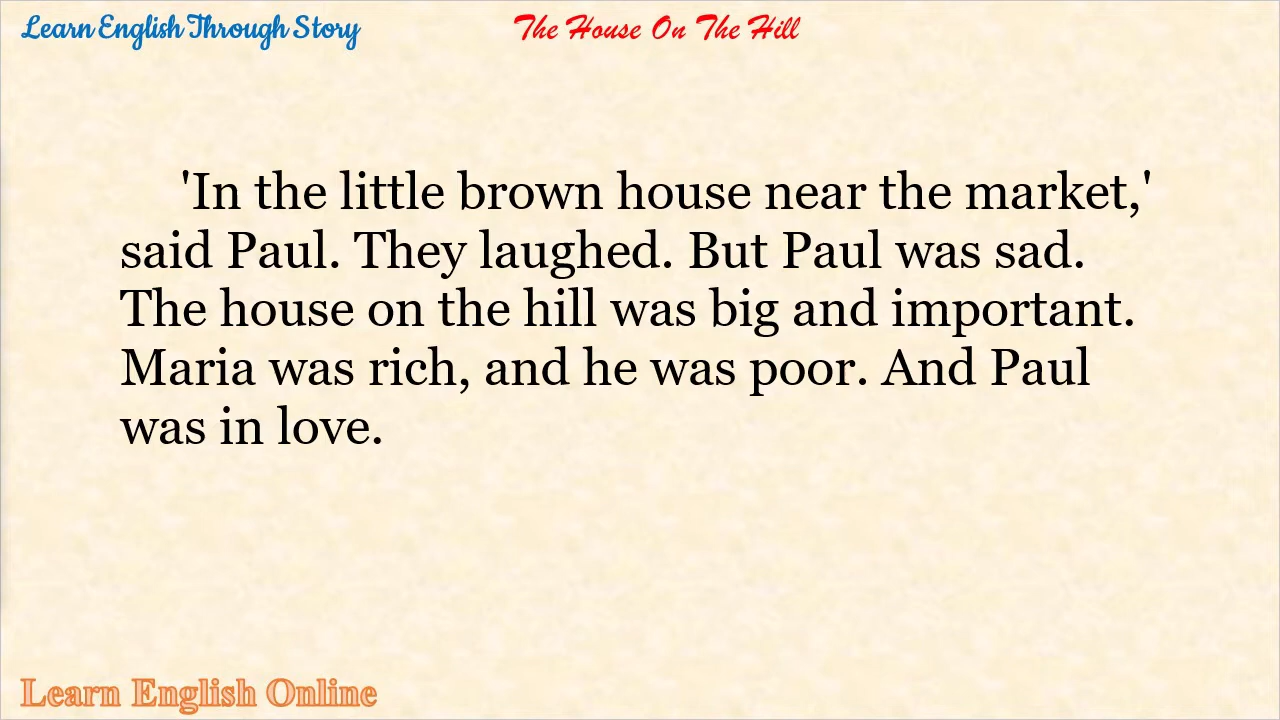 Learn English Through Story
The House On The Hill
'In the little brown house near the market,'
said Paul. They laughed. But Paul was sad.
The house on the hill was big and important.
Maria was rich, and he was poor. And Paul
was in love.
Learn English Online